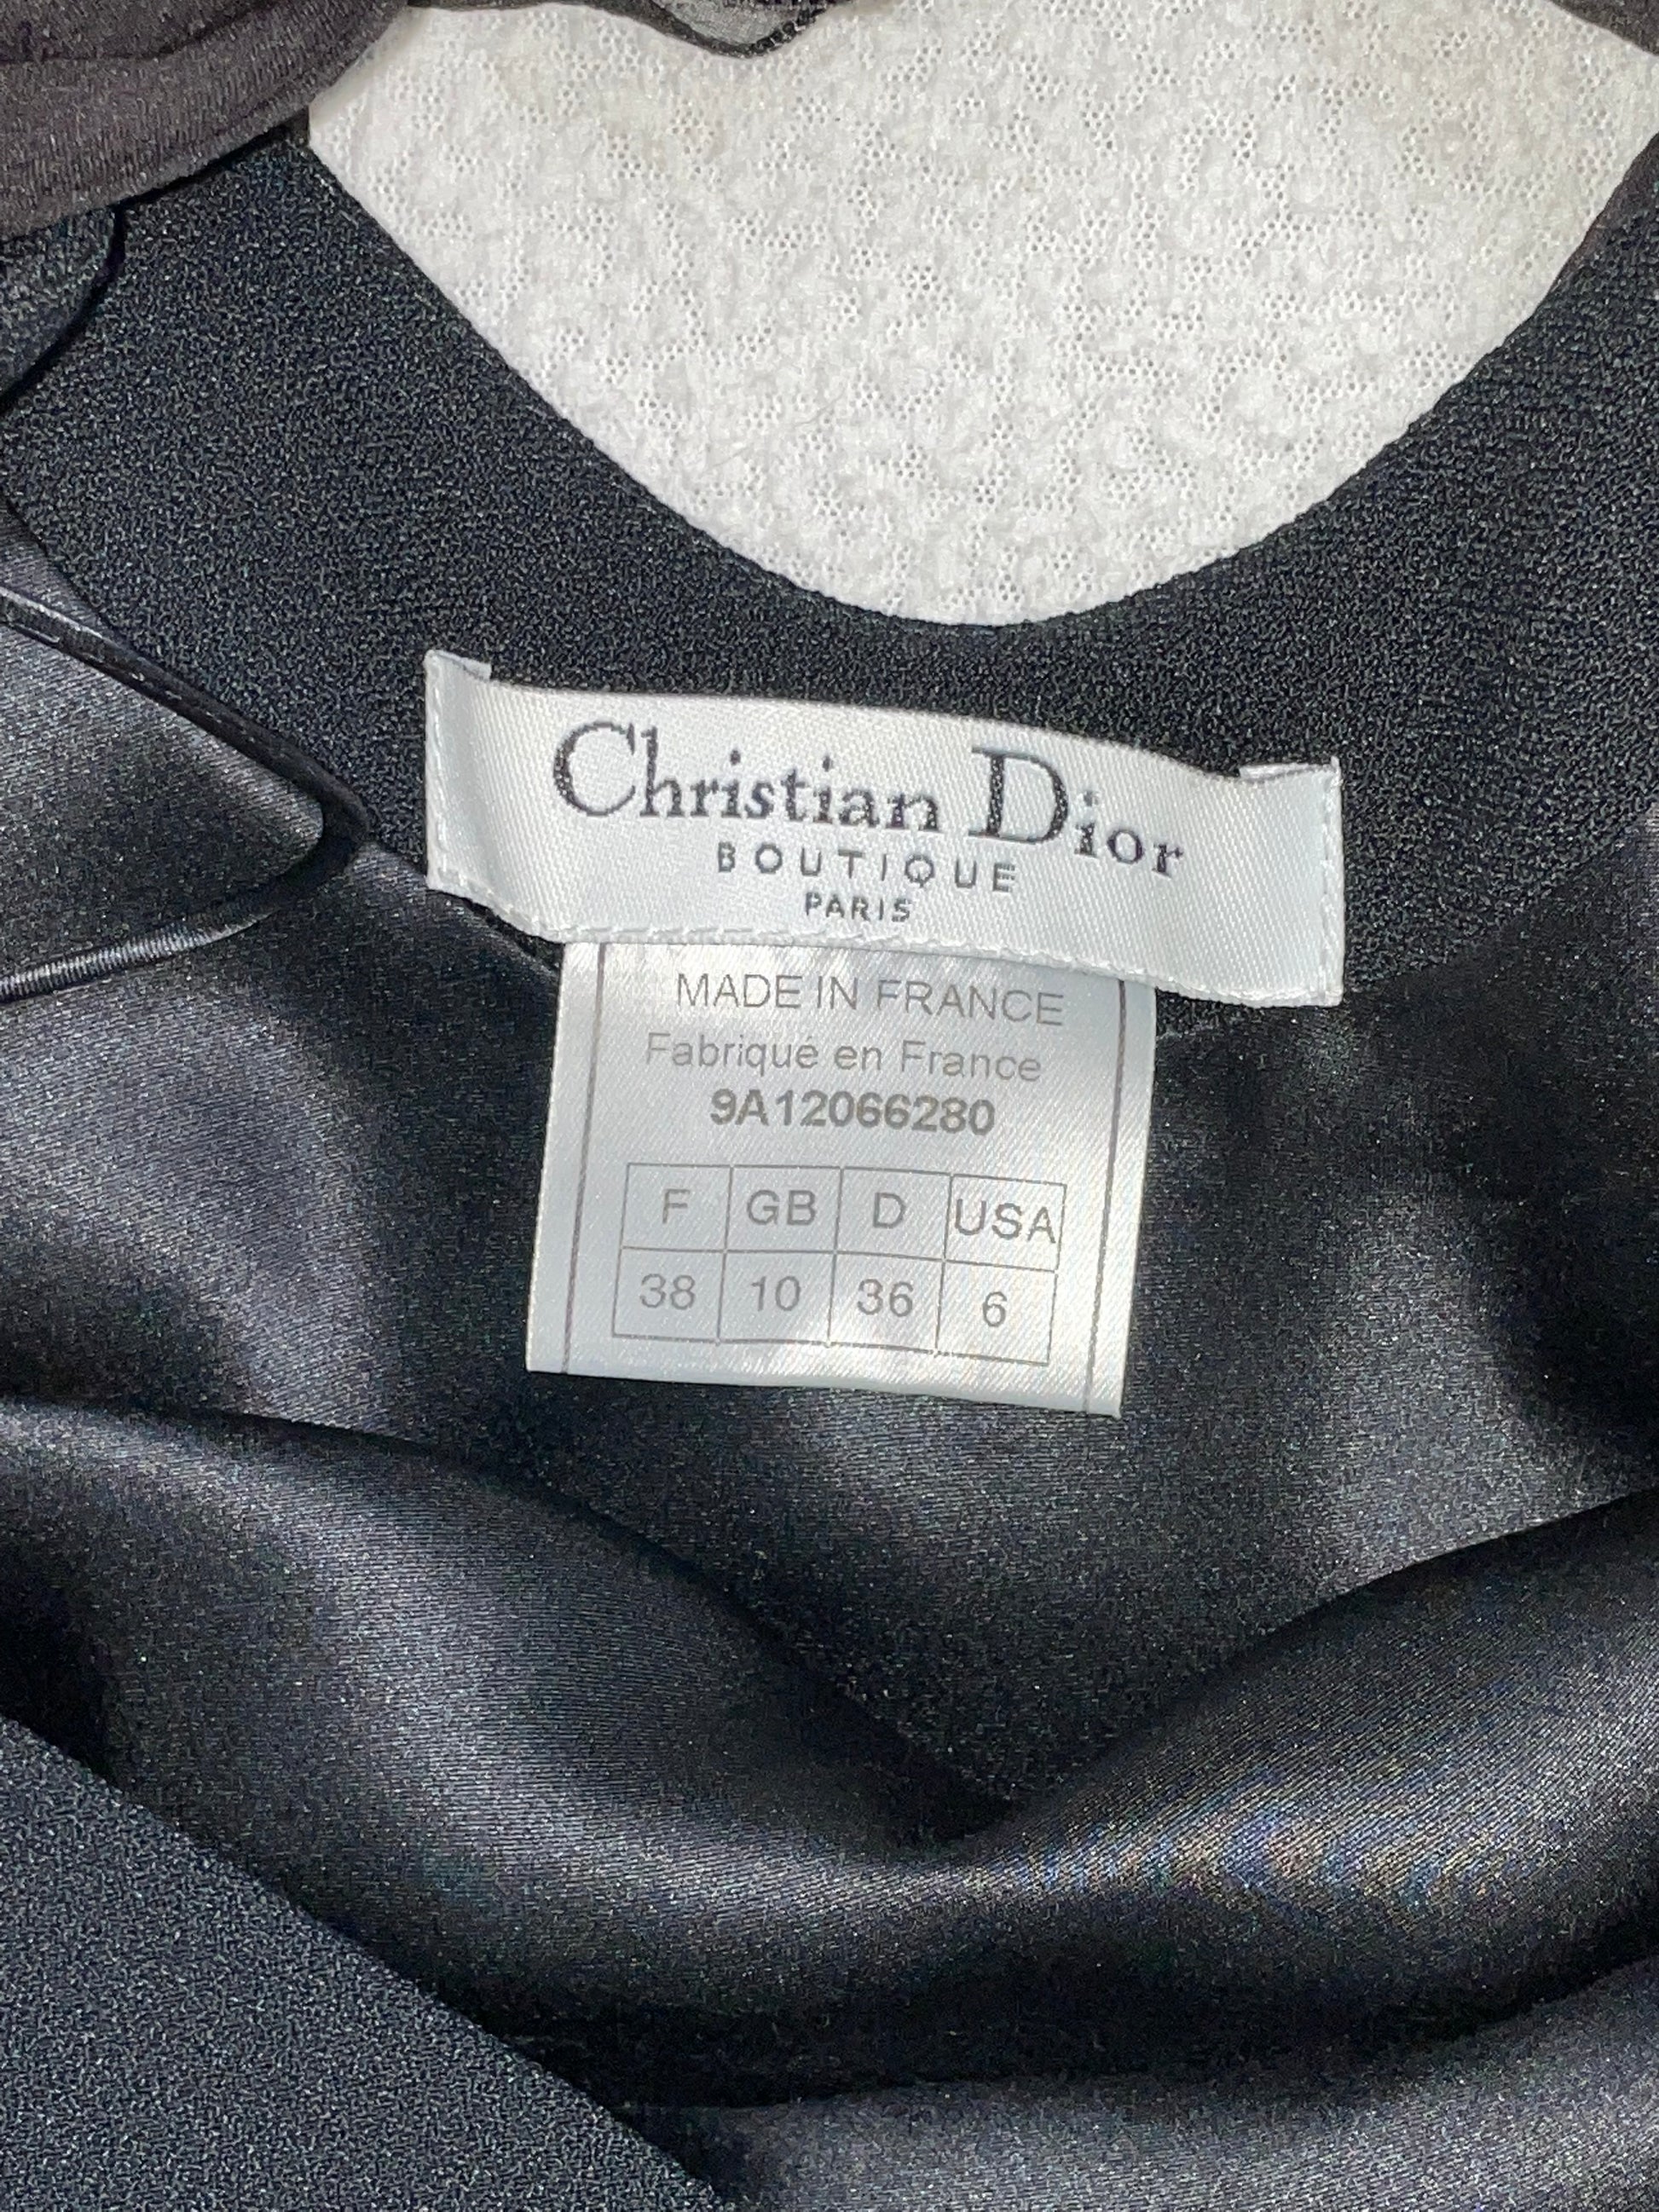 Christian Dior
BOUTIQUE
PARIS
MADE IN FRANCE
Fabriqué en France
9A12066280
F GB D USA
38 10 36 6